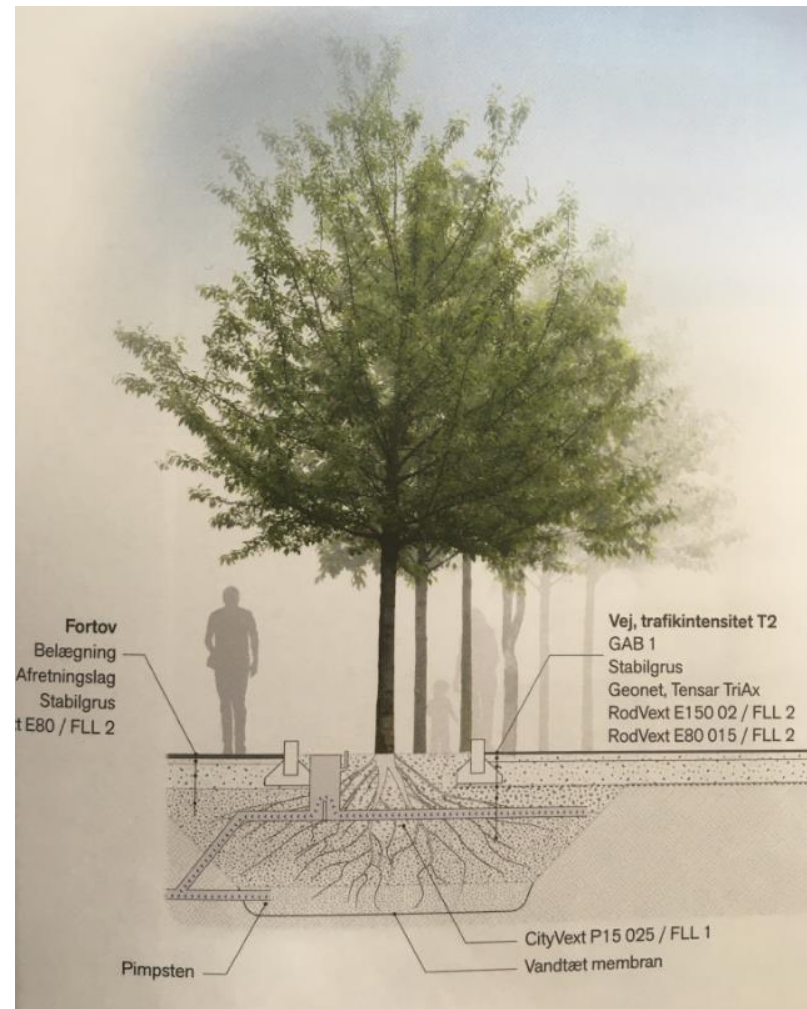 Fortov
Belægning
Afretningslag
Stabilgrus
E80 / FLL 2
Vej, trafikintensitet T2
GAB 1
Stabilgrus
Geonet, Tensar TriAx
RodVext E150 02 / FLL 2
RodVext E80 015 / FLL 2
CityVext P15 025 / FLL 1
Vandtæt membran
Pimpsten